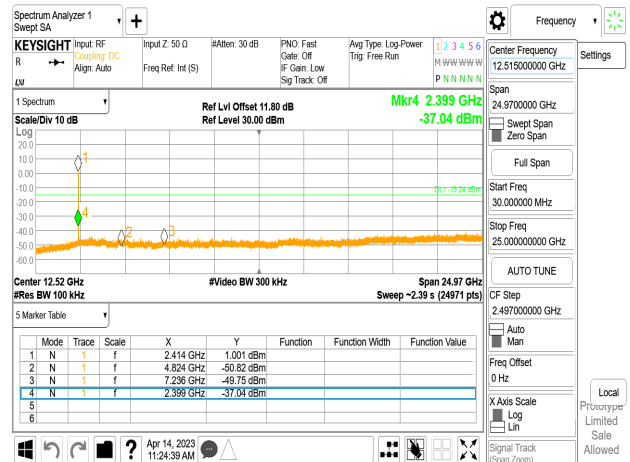 Spectrum Analyzer 1
Swept SA
Frequency
KEYSIGHT
R
LXI
Input: RF
Coupling: DC
Align: Auto
Input Z: 50 Ω
Freq Ref: Int (S)
#Atten: 30 dB
PNO: Fast
Gate: Off
IF Gain: Low
Sig Track: Off
Avg Type: Log-Power
Trig: Free Run
1 2 3 4 5 6
M W W W W W
P N N N N N
1 Spectrum
Scale/Div 10 dB
Ref Lvl Offset 11.80 dB
Ref Level 30.00 dBm
Mkr4 2.399 GHz
-37.04 dBm
Log
20.0
10.0
0.00
-10.0
-20.0
-30.0
-40.0
-50.0
-60.0
1
4
2
3
Center 12.52 GHz
#Res BW 100 kHz
#Video BW 300 kHz
Span 24.97 GHz
Sweep ~2.39 s (24971 pts)
5 Marker Table
Mode Trace Scale X Y Function Function Width Function Value
1 N 1 f 2.414 GHz 1.001 dBm
2 N 1 f 4.824 GHz -50.82 dBm
3 N 1 f 7.236 GHz -49.75 dBm
4 N 1 f 2.399 GHz -37.04 dBm
5
6
Apr 14, 2023
11:24:39 AM
Center Frequency
12.515000000 GHz
Span
24.9700000 GHz
Swept Span
Zero Span
Full Span
Start Freq
30.000000 MHz
Stop Freq
25.000000000 GHz
AUTO TUNE
CF Step
2.497000000 GHz
Auto
Man
Freq Offset
0 Hz
X Axis Scale
Log
Lin
Signal Track
(Span Zoom)
Settings
Local
Prototype
Limited
Sale
Allowed